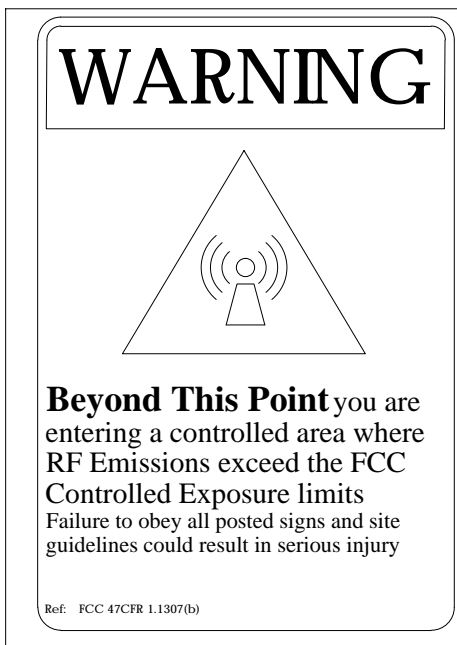 WARNING
Beyond This Point you are
entering a controlled area where
RF Emissions exceed the FCC
Controlled Exposure limits
Failure to obey all posted signs and site
guidelines could result in serious injury
Ref: FCC 47CFR 1.1307(b)